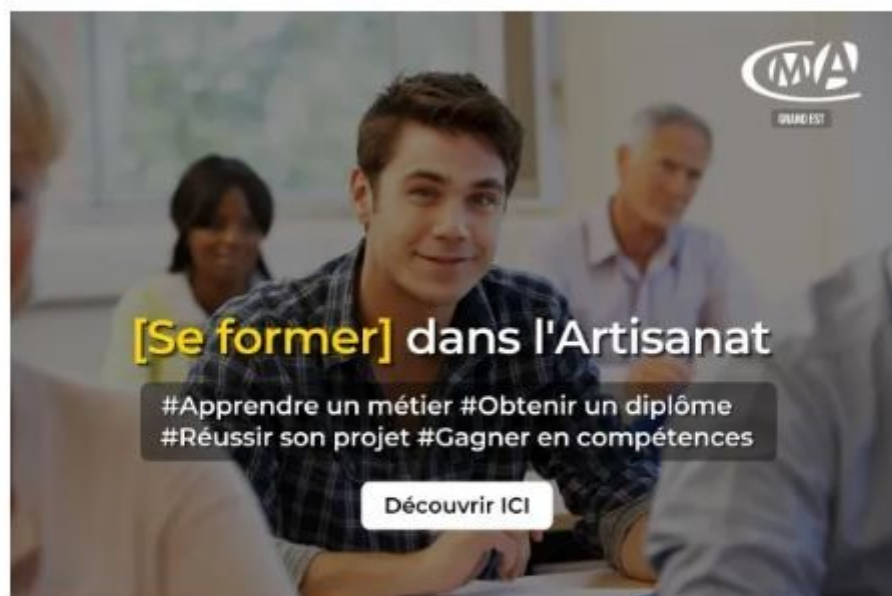 CMA
GRAND EST
[Se former] dans l'Artisanat
#Apprendre un métier #Obtenir un diplôme
#Réussir son projet #Gagner en compétences
Découvrir ICI